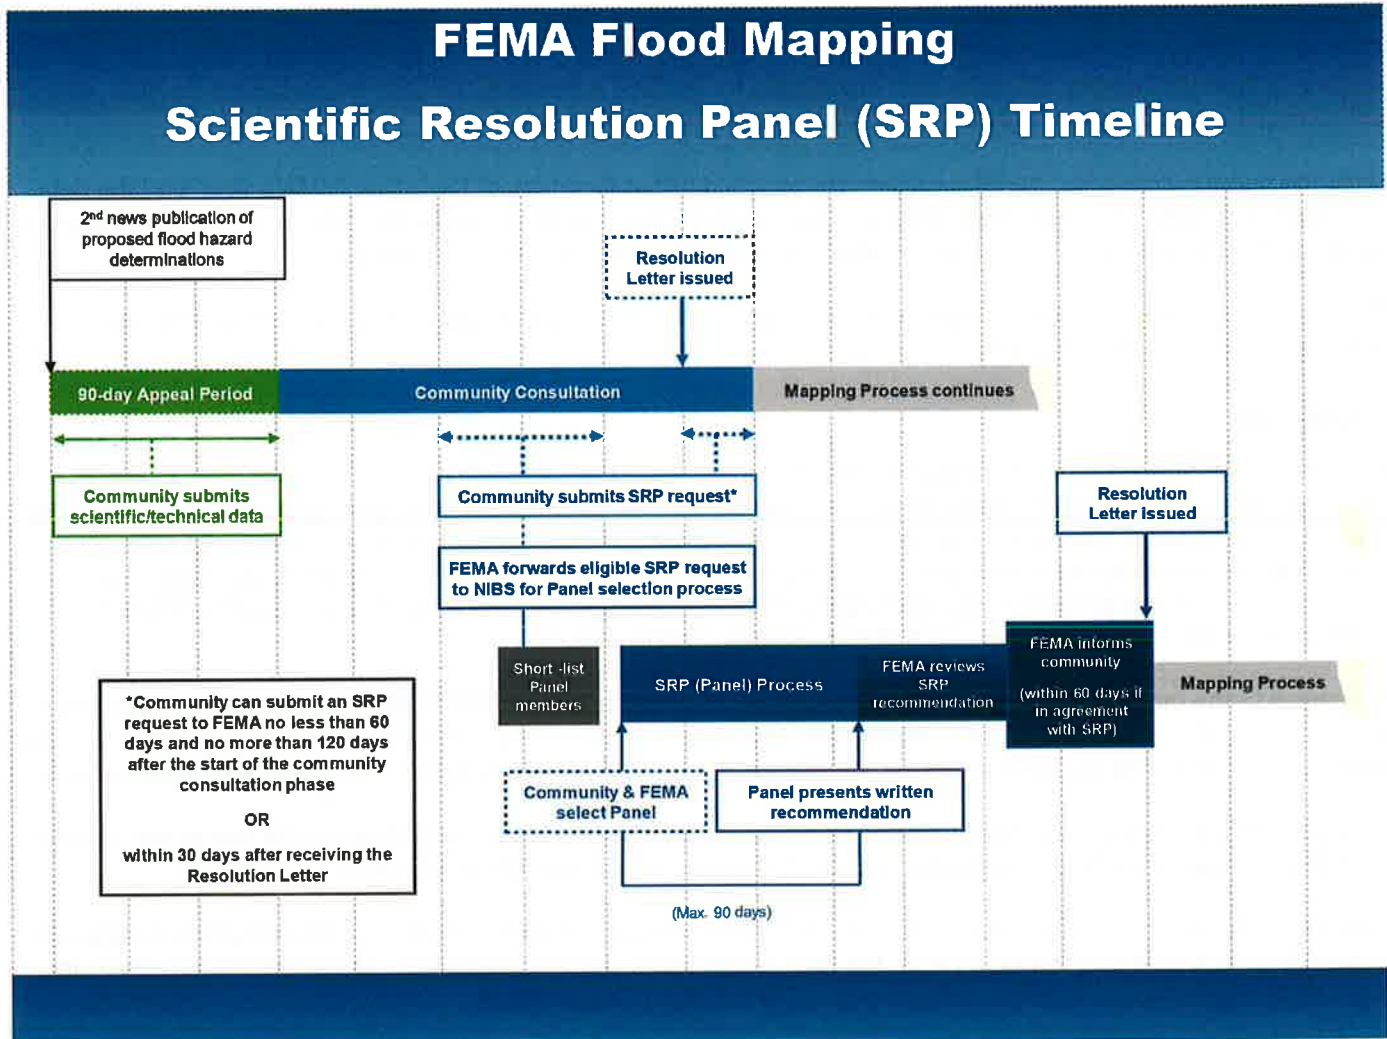 FEMA Flood Mapping
Scientific Resolution Panel (SRP) Timeline
2nd news publication of
proposed flood hazard
determinations
Resolution
Letter issued
90-day Appeal Period
Community Consultation
Mapping Process continues
Community submits
scientific/technical data
Community submits SRP request*
Resolution
Letter issued
FEMA forwards eligible SRP request
to NIBS for Panel selection process
Short -list
Panel
members
SRP (Panel) Process
FEMA reviews
SRP
recommendation
FEMA informs
community
(within 60 days if
in agreement
with SRP)
Mapping Process
*Community can submit an SRP
request to FEMA no less than 60
days and no more than 120 days
after the start of the community
consultation phase
OR
within 30 days after receiving the
Resolution Letter
Community & FEMA
select Panel
Panel presents written
recommendation
(Max. 90 days)